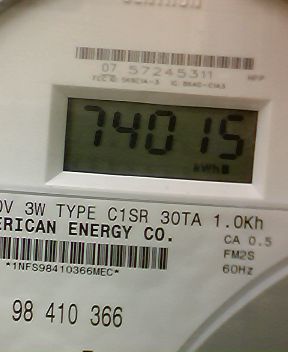 07 57245311
74015
kWh
0V 3W TYPE C1SR 30TA 1.0Kh
ERICAN ENERGY CO.
CA 0.5
*1NFS98410366MEC*
FM2S
60Hz
98 410 366